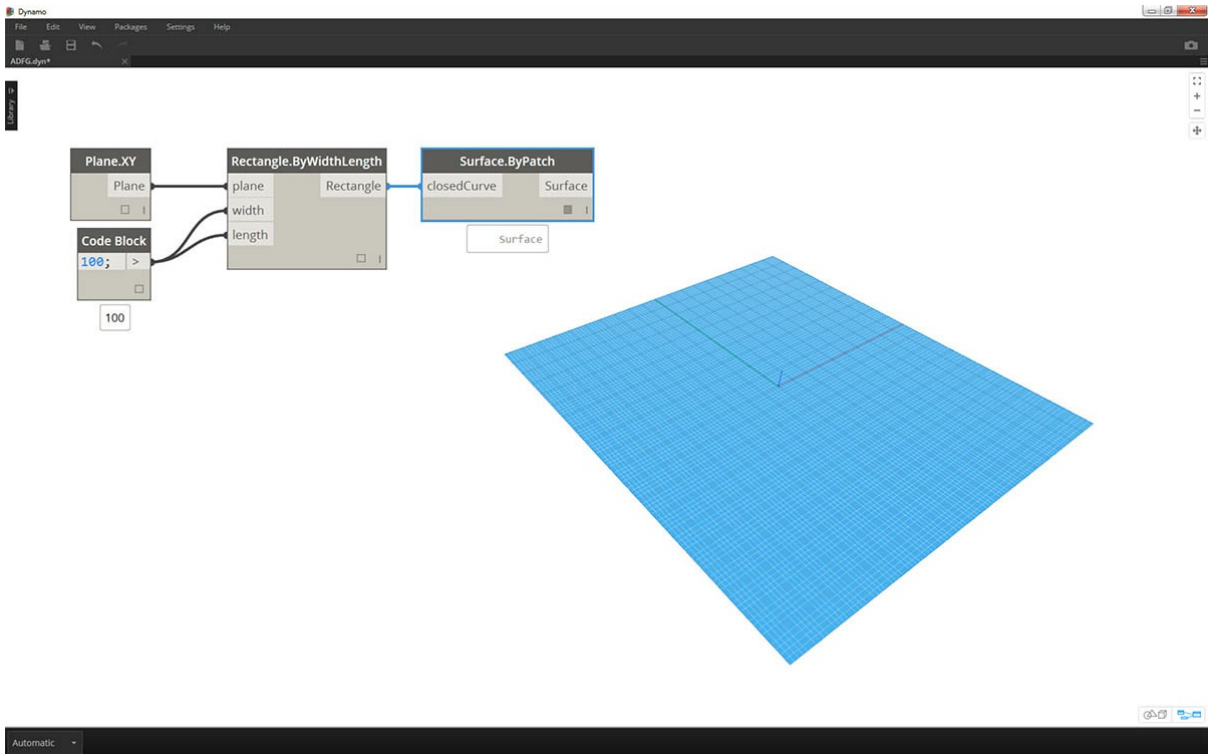 Dynamo
File Edit View Packages Settings Help
ADFG.dyn*
Library
Plane.XY
Plane
Code Block
100; >
100
Rectangle.ByWidthLength
plane Rectangle
width
length
Surface.ByPatch
closedCurve Surface
Surface
Automatic